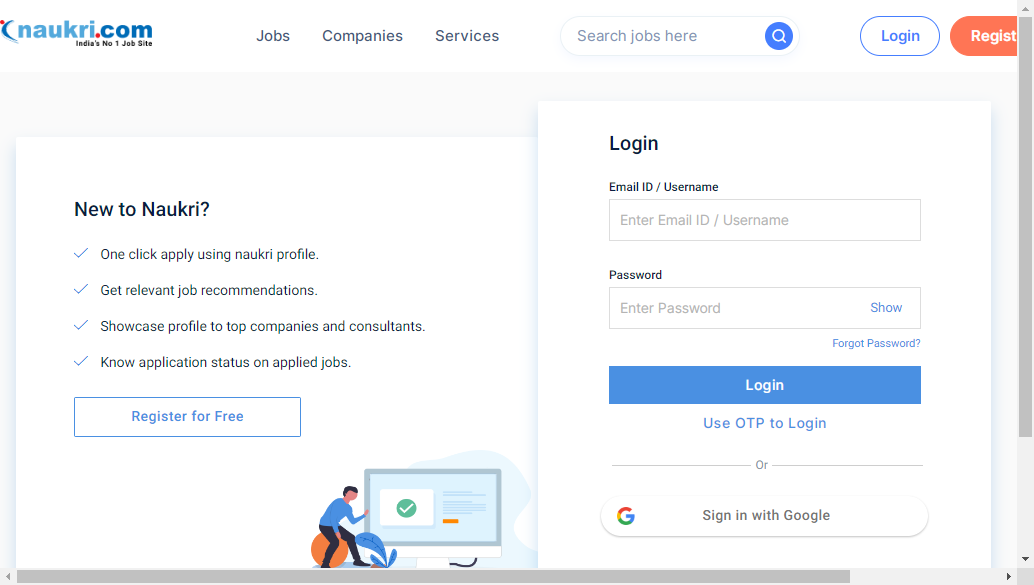 naukri.com
India's No 1 Job Site
Jobs
Companies
Services
Search jobs here
Login
Regist
New to Naukri?
One click apply using naukri profile.
Get relevant job recommendations.
Showcase profile to top companies and consultants.
Know application status on applied jobs.
Register for Free
Login
Email ID / Username
Enter Email ID / Username
Password
Enter Password
Show
Forgot Password?
Login
Use OTP to Login
Or
Sign in with Google